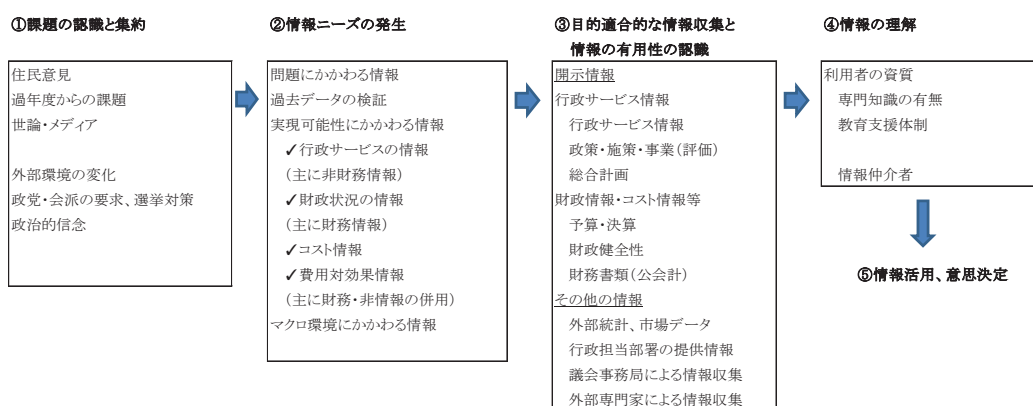 ①課題の認識と集約
住民意見
過年度からの課題
世論・メディア
外部環境の変化
政党・会派の要求、選挙対策
政治的信念
②情報ニーズの発生
問題にかかわる情報
過去データの検証
実現可能性にかかわる情報
✓行政サービスの情報
(主に非財務情報)
✓財政状況の情報
(主に財務情報)
✓コスト情報
✓費用対効果情報
(主に財務・非情報の併用)
マクロ環境にかかわる情報
③目的適合的な情報収集と
情報の有用性の認識
開示情報
行政サービス情報
行政サービス情報
政策・施策・事業(評価)
総合計画
財政情報・コスト情報等
予算・決算
財政健全性
財務書類(公会計)
その他の情報
外部統計、市場データ
行政担当部署の提供情報
議会事務局による情報収集
外部専門家による情報収集
④情報の理解
利用者の資質
専門知識の有無
教育支援体制
情報仲介者
⑤情報活用、意思決定